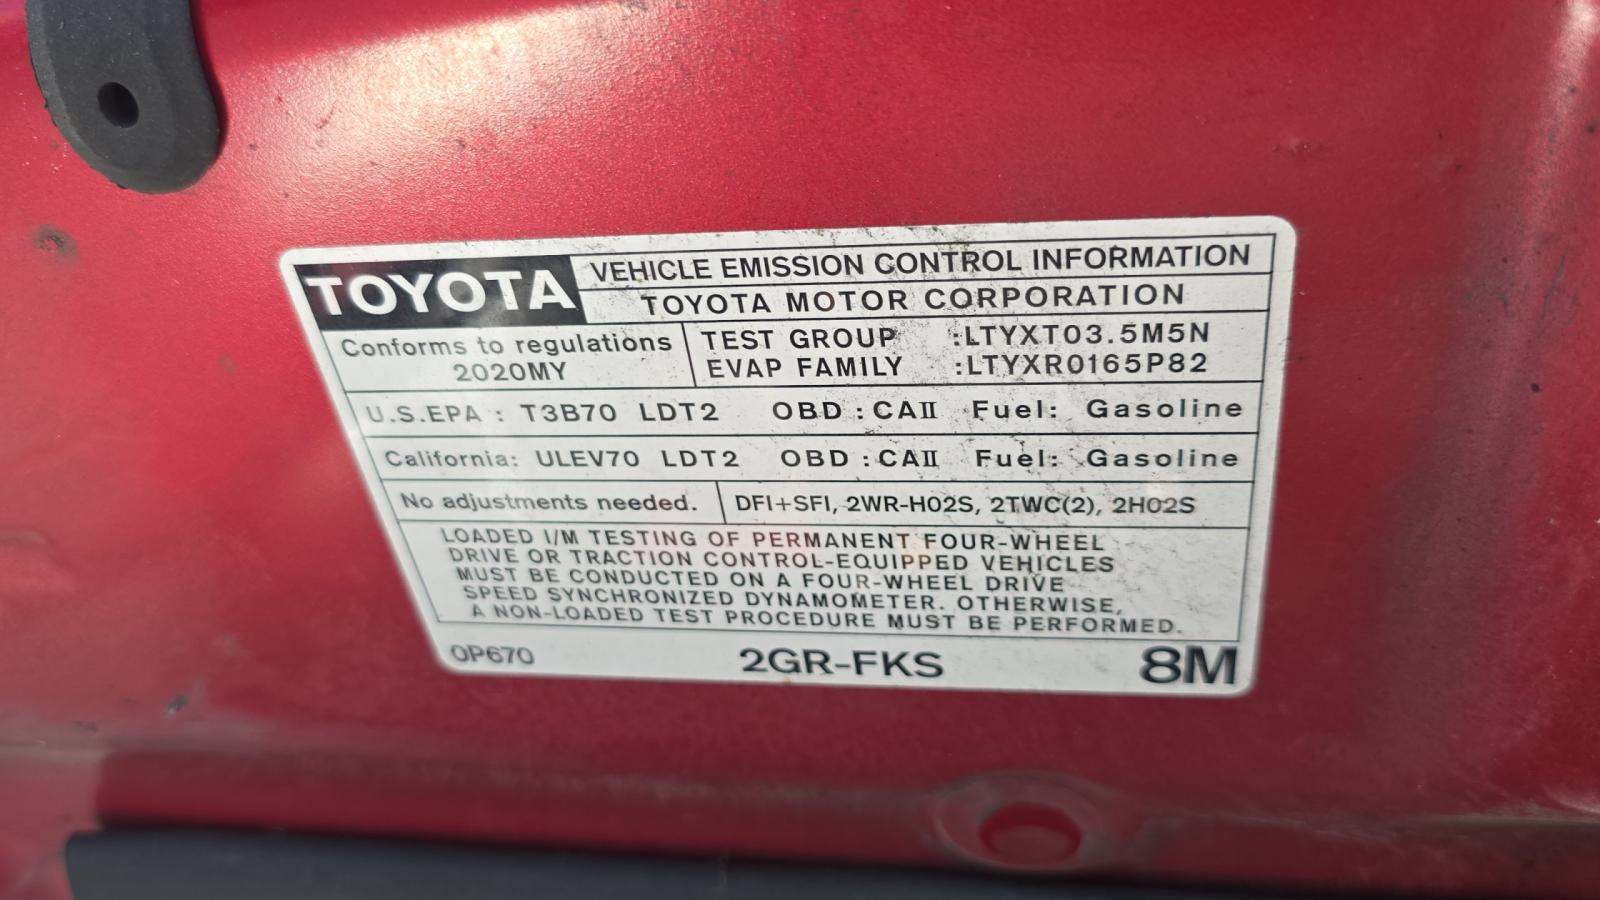 TOYOTA
VEHICLE EMISSION CONTROL INFORMATION
TOYOTA MOTOR CORPORATION
Conforms to regulations
2020MY
TEST GROUP :LTYXT03.5M5N
EVAP FAMILY :LTYXR0165P82
U.S.EPA : T3B70 LDT2 OBD : CAⅡ Fuel: Gasoline
California: ULEV70 LDT2 OBD : CAⅡ Fuel: Gasoline
No adjustments needed.
DFI+SFI, 2WR-HO2S, 2TWC(2), 2HO2S
LOADED I/M TESTING OF PERMANENT FOUR-WHEEL
DRIVE OR TRACTION CONTROL-EQUIPPED VEHICLES
MUST BE CONDUCTED ON A FOUR-WHEEL DRIVE
SPEED SYNCHRONIZED DYNAMOMETER. OTHERWISE,
A NON-LOADED TEST PROCEDURE MUST BE PERFORMED.
0P670 2GR-FKS 8M